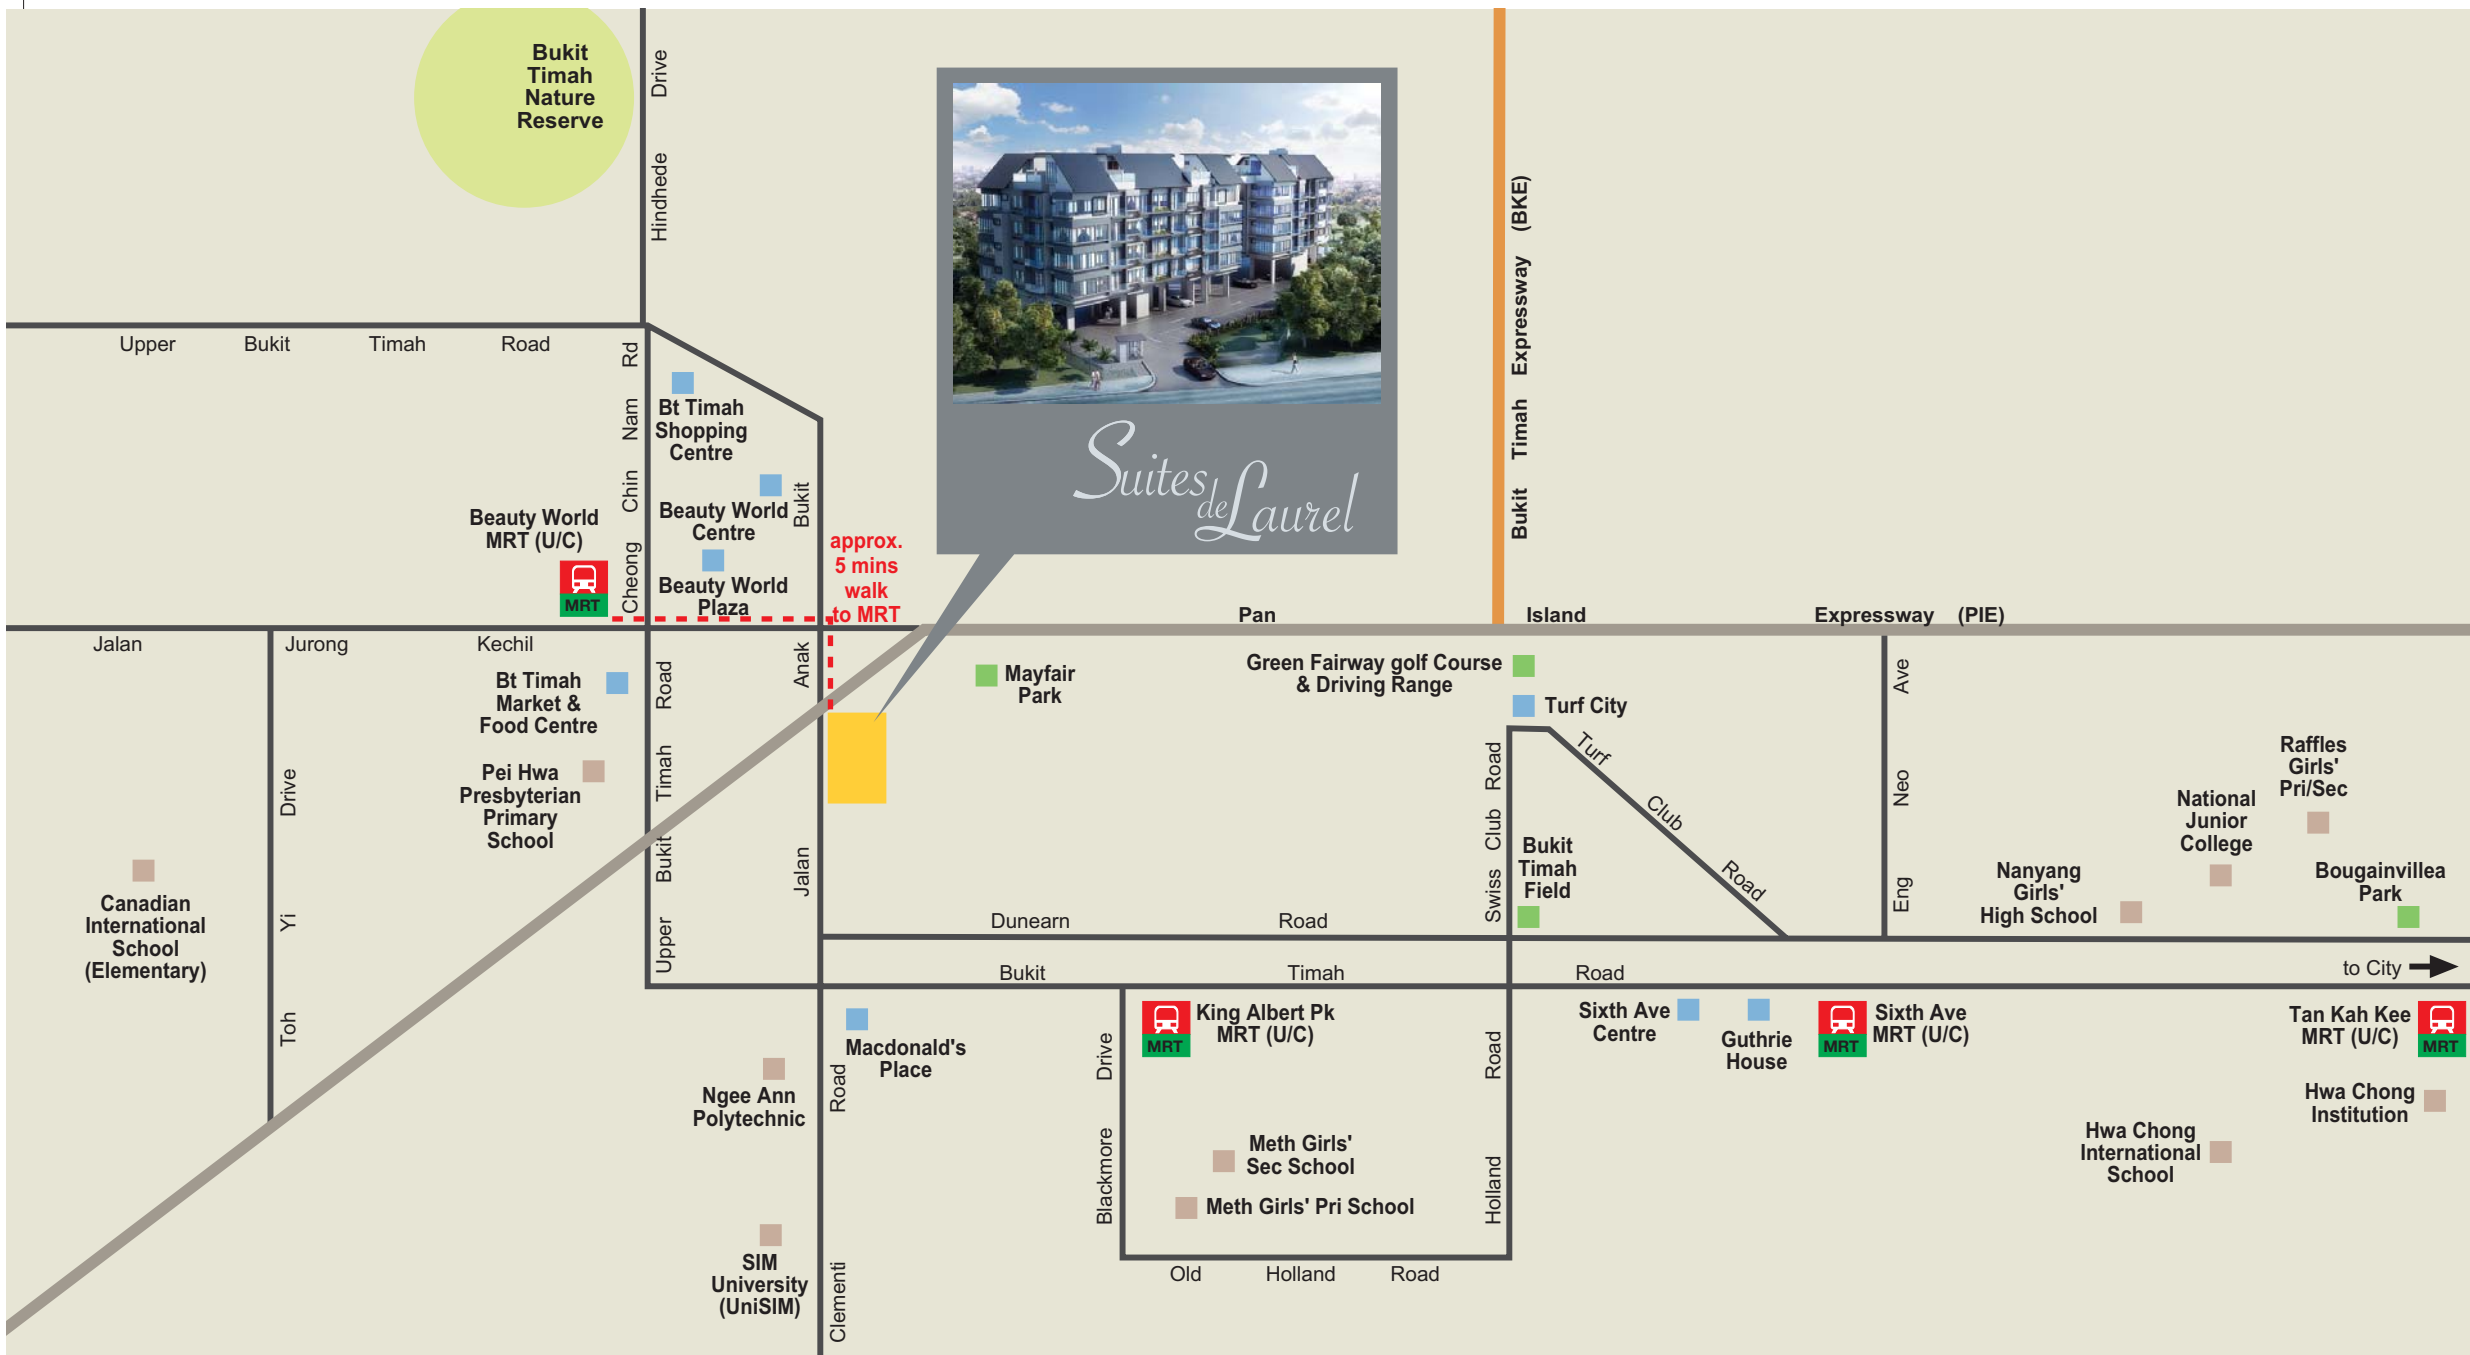 Bukit
Timah
Nature
Reserve
Hindhede Drive
Suites
de Laurel
Bukit Timah Expressway (BKE)
Upper Bukit Timah Road
Cheong Chin Nam Rd
Bt Timah
Shopping
Centre
Beauty World
Centre
Beauty World
Plaza
Beauty World
MRT (U/C)
MRT
Jalan Anak Bukit
approx.
5 mins
walk
to MRT
Pan Island Expressway (PIE)
Jalan Jurong Kechil
Bt Timah
Market &
Food Centre
Pei Hwa
Presbyterian
Primary
School
Upper Bukit Timah Road
Canadian
International
School
(Elementary)
Toh Yi Drive
Mayfair
Park
Green Fairway golf Course
& Driving Range
Turf City
Turf Club Road
Swiss Club Road
Bukit
Timah
Field
Eng Neo Ave
Raffles
Girls'
Pri/Sec
National
Junior
College
Nanyang
Girls'
High School
Bougainvillea
Park
Dunearn Road
Bukit Timah Road
to City
Macdonald's
Place
Ngee Ann
Polytechnic
SIM
University
(UniSIM)
Clementi Road
Blackmore Drive
MRT
King Albert Pk
MRT (U/C)
Meth Girls'
Sec School
Meth Girls' Pri School
Holland Road
Old Holland Road
Sixth Ave
Centre
Guthrie
House
MRT
Sixth Ave
MRT (U/C)
Tan Kah Kee
MRT (U/C)
MRT
Hwa Chong
Institution
Hwa Chong
International
School